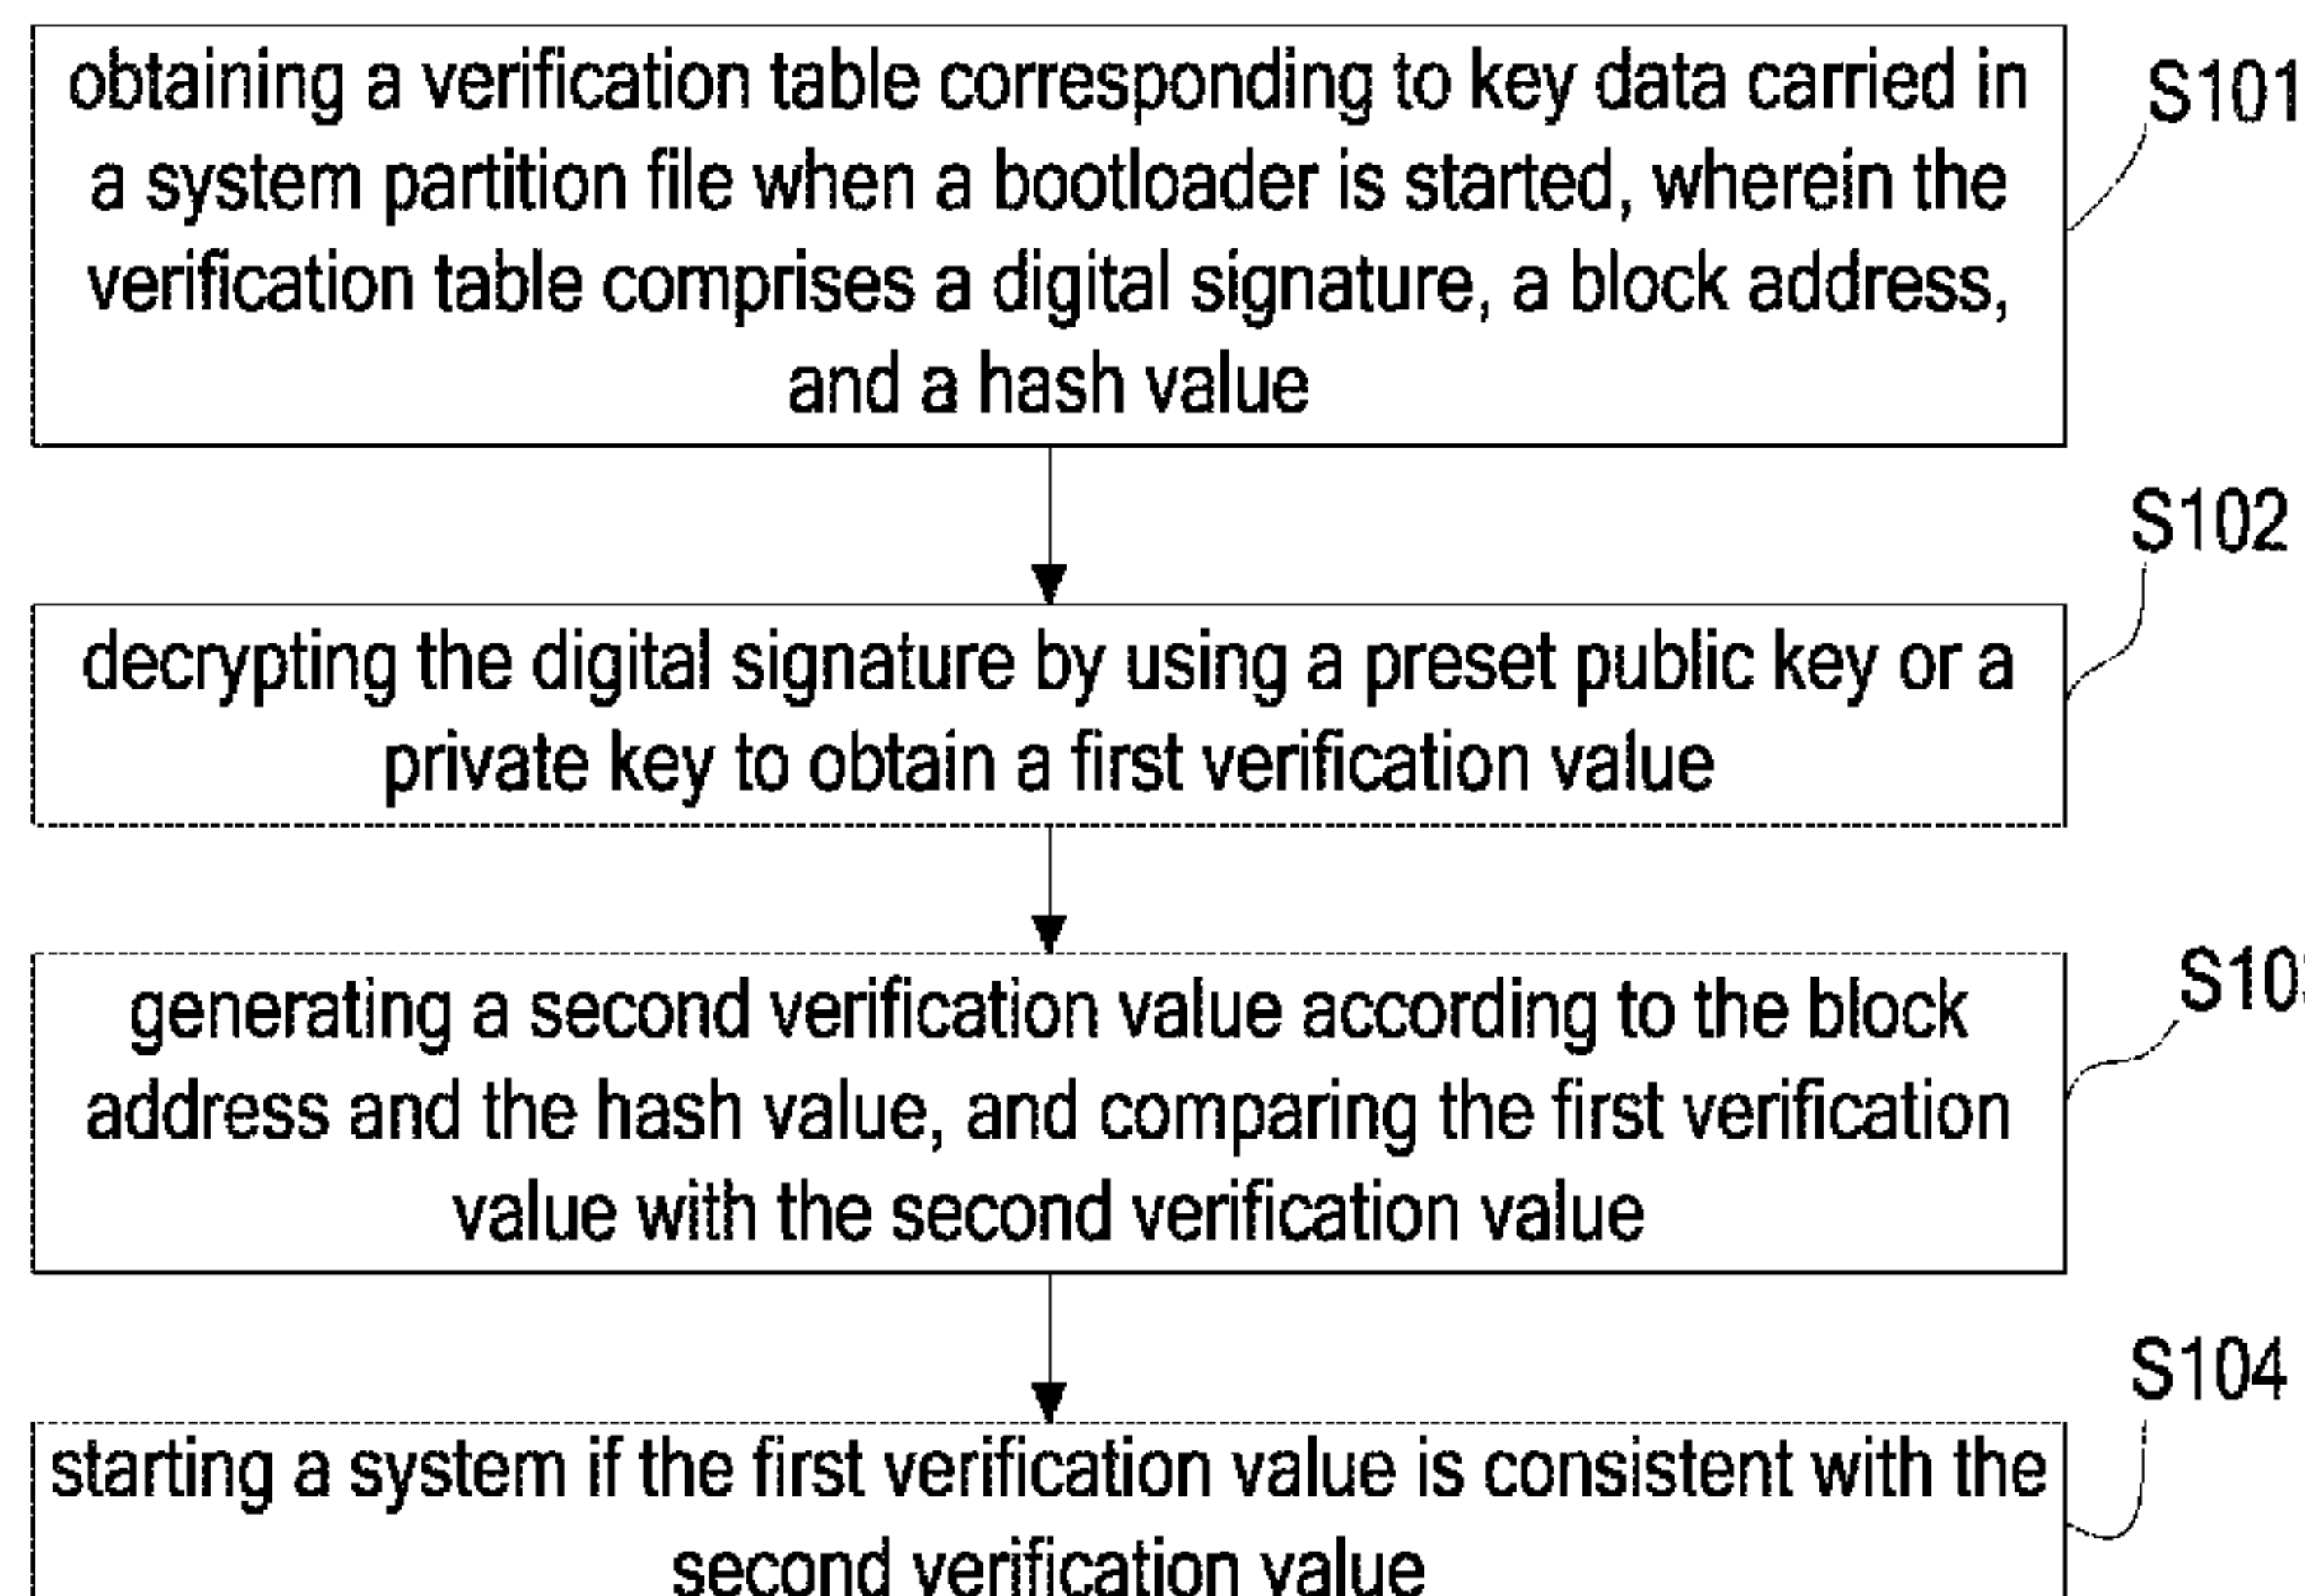 obtaining a verification table corresponding to key data carried in
a system partition file when a bootloader is started, wherein the
verification table comprises a digital signature, a block address,
and a hash value
S101
S102
decrypting the digital signature by using a preset public key or a
private key to obtain a first verification value
generating a second verification value according to the block
address and the hash value, and comparing the first verification
value with the second verification value
S104
starting a system if the first verification value is consistent with the
second verification value